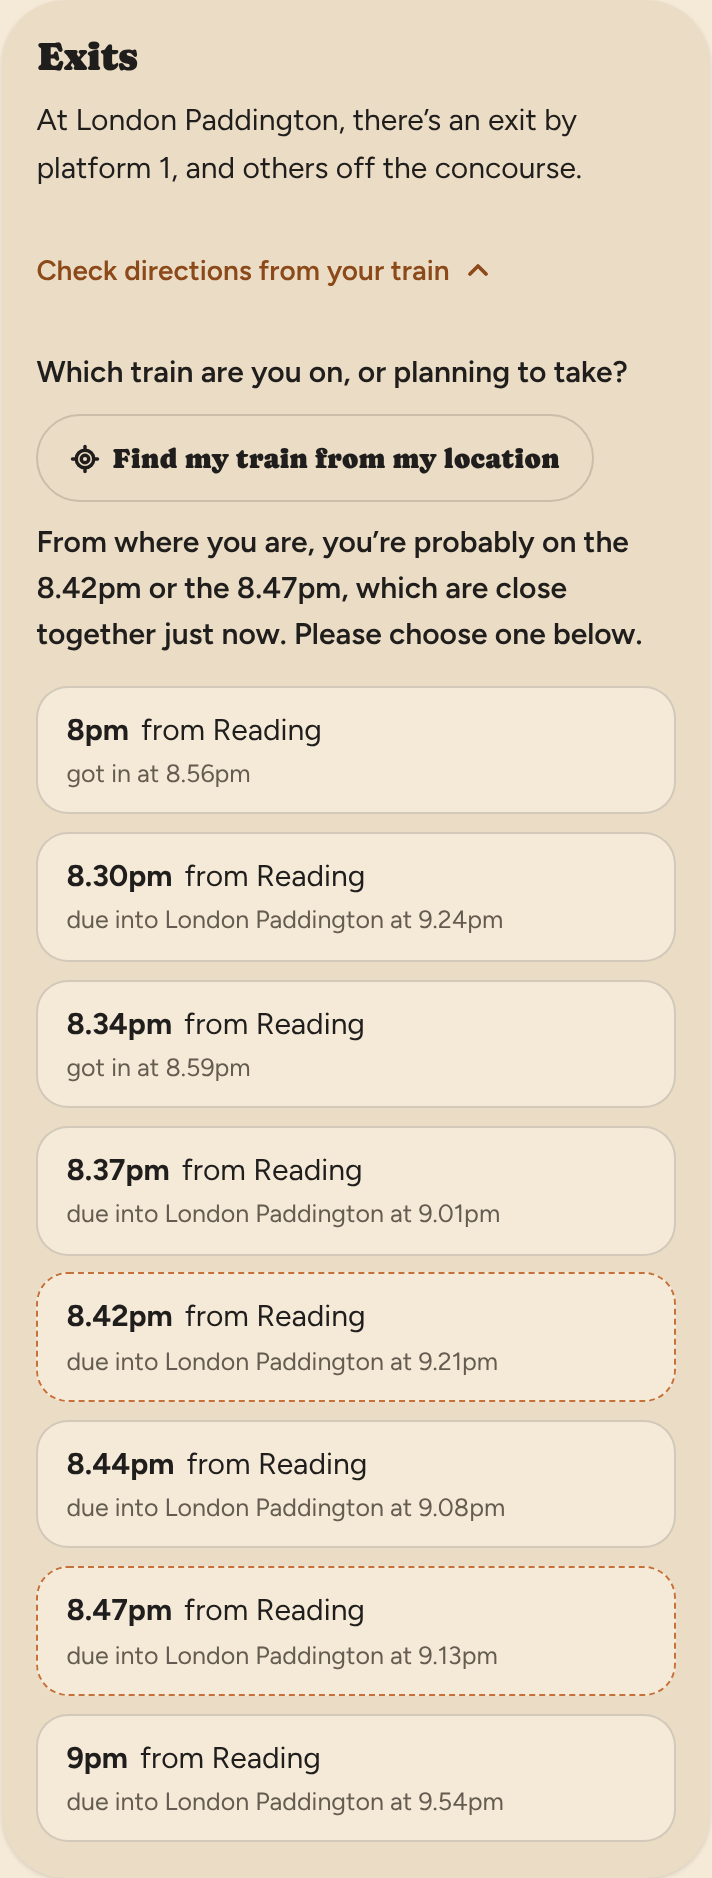 Exits
At London Paddington, there’s an exit by
platform 1, and others off the concourse.
Check directions from your train
Which train are you on, or planning to take?
Find my train from my location
From where you are, you’re probably on the
8.42pm or the 8.47pm, which are close
together just now. Please choose one below.
8pm from Reading
got in at 8.56pm
8.30pm from Reading
due into London Paddington at 9.24pm
8.34pm from Reading
got in at 8.59pm
8.37pm from Reading
due into London Paddington at 9.01pm
8.42pm from Reading
due into London Paddington at 9.21pm
8.44pm from Reading
due into London Paddington at 9.08pm
8.47pm from Reading
due into London Paddington at 9.13pm
9pm from Reading
due into London Paddington at 9.54pm